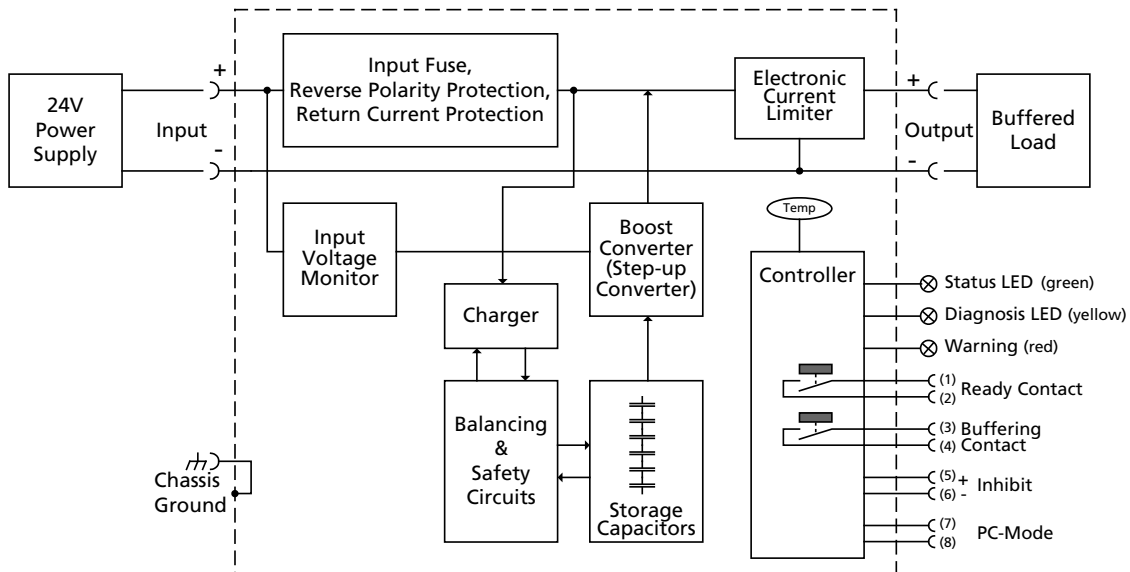 24V
Power
Supply
+
Input
-
Input Fuse,
Reverse Polarity Protection,
Return Current Protection
Electronic
Current
Limiter
+
Output
-
Buffered
Load
Input
Voltage
Monitor
Boost
Converter
(Step-up
Converter)
Temp
Controller
Charger
Status LED (green)
Diagnosis LED (yellow)
Warning (red)
(1)
(2)
Ready Contact
(3) Buffering
(4) Contact
(5) +
(6) -
Inhibit
(7)
(8)
PC-Mode
Balancing
&
Safety
Circuits
Storage
Capacitors
Chassis
Ground